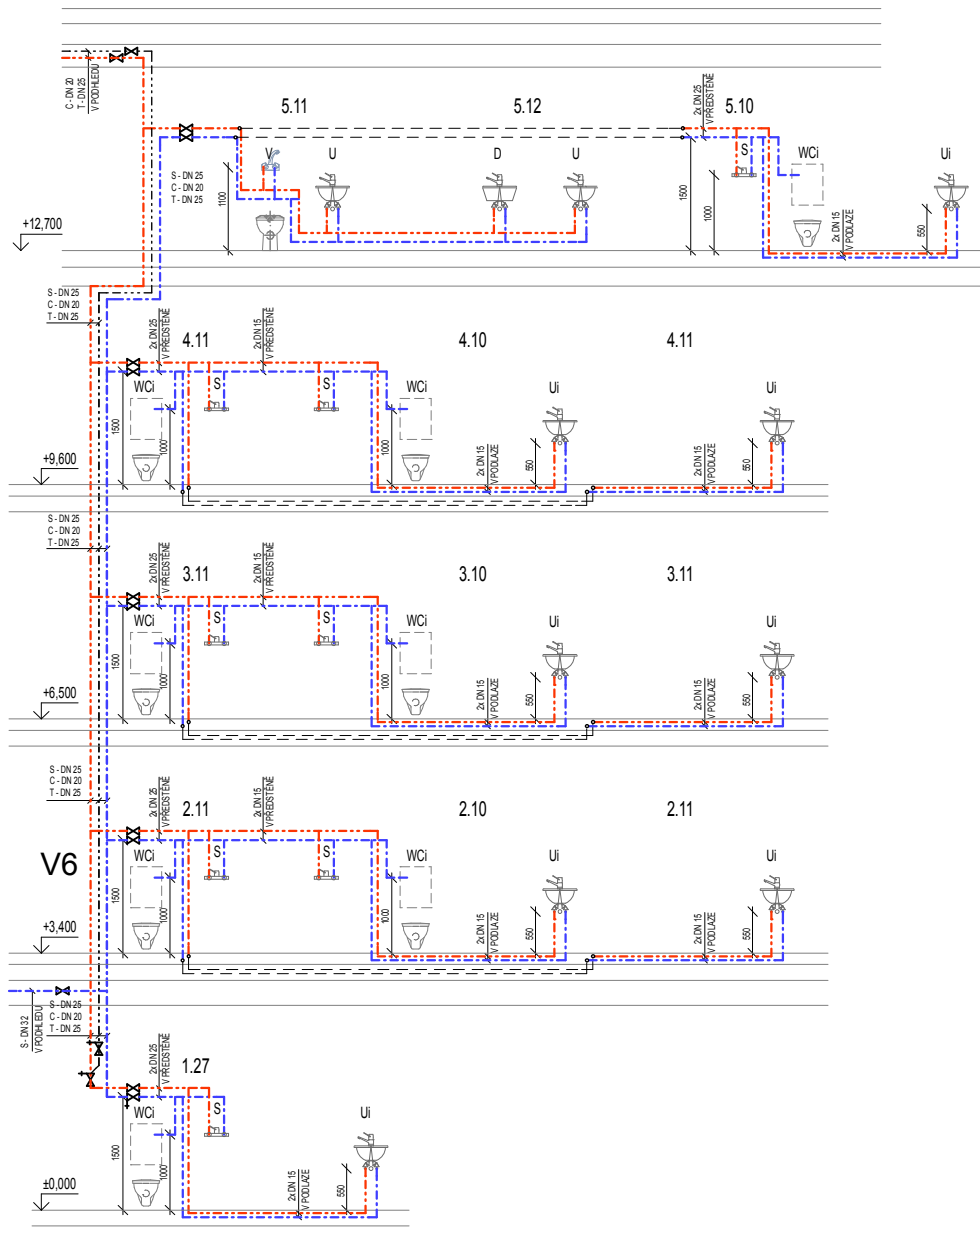 C - DN 20
T - DN 25
V PODHLEDU
5.11
5.12
5.10
2x DN 25
V PŘEDSTĚNĚ
V
U
D
U
S
WCi
Ui
S - DN 25
C - DN 20
T - DN 25
1100
1500
1000
550
2x DN 15
V PODLAZE
+12,700
S - DN 25
C - DN 20
T - DN 25
2x DN 25
V PŘEDSTĚNĚ
4.11
2x DN 15
V PŘEDSTĚNĚ
4.10
4.11
WCi
S
S
WCi
Ui
Ui
1500
1000
1000
2x DN 15
V PODLAZE
550
2x DN 15
V PODLAZE
550
+9,600
S - DN 25
C - DN 20
T - DN 25
2x DN 25
V PŘEDSTĚNĚ
3.11
2x DN 15
V PŘEDSTĚNĚ
3.10
3.11
WCi
S
S
WCi
Ui
Ui
1500
1000
1000
2x DN 15
V PODLAZE
550
2x DN 15
V PODLAZE
550
+6,500
S - DN 25
C - DN 20
T - DN 25
2x DN 25
V PŘEDSTĚNĚ
2.11
2x DN 15
V PŘEDSTĚNĚ
2.10
2.11
V6
WCi
S
S
WCi
Ui
Ui
1500
1000
1000
2x DN 15
V PODLAZE
550
2x DN 15
V PODLAZE
550
+3,400
S - DN 32
V PODHLEDU
S - DN 25
C - DN 20
T - DN 25
2x DN 25
V PŘEDSTĚNĚ
1.27
WCi
S
Ui
1500
1000
2x DN 15
V PODLAZE
550
±0,000